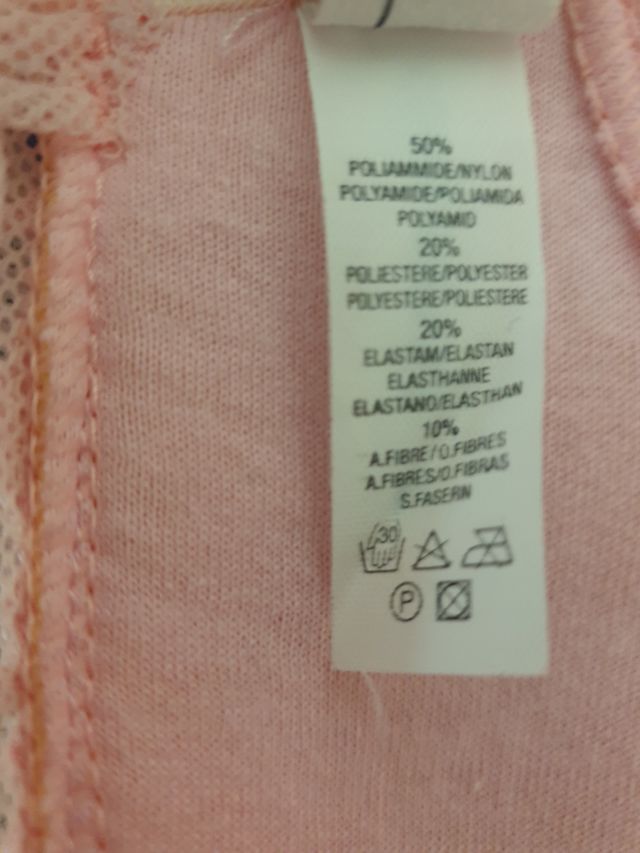 50%
POLIAMMIDE/NYLON
POLYAMIDE/POLIAMIDA
POLYAMID
20%
POLIESTERE/POLYESTER
POLYESTERE/POLIESTERE
20%
ELASTAM/ELASTAN
ELASTHANNE
ELASTANO/ELASTHAN
10%
A.FIBRE/O.FIBRES
A.FIBRES/O.FIBRAS
S.FASERN
30
P